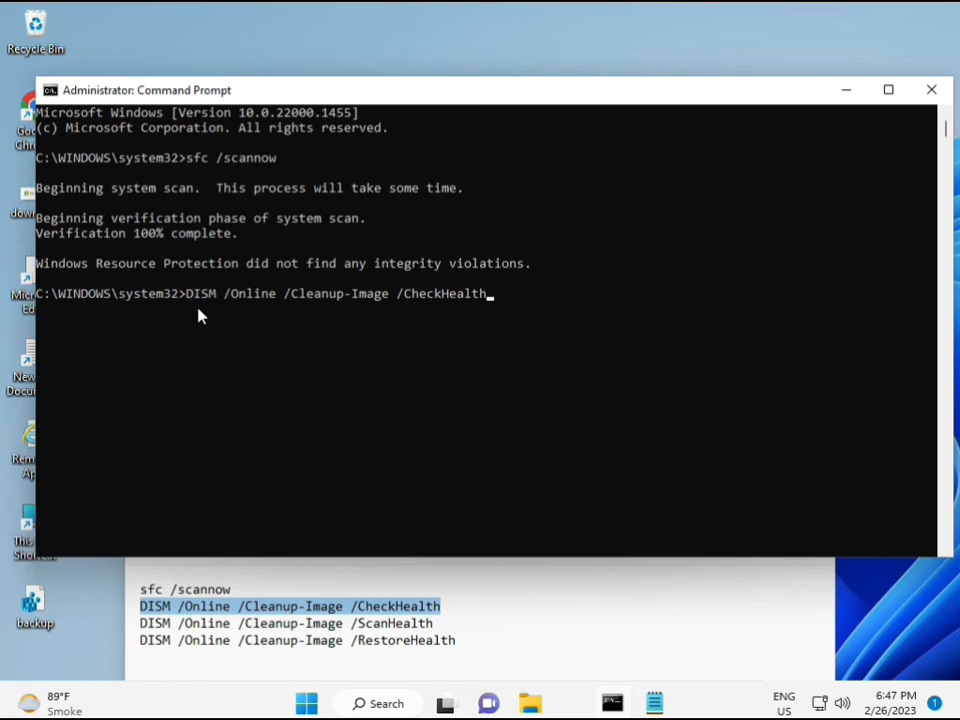 Recycle Bin
Administrator: Command Prompt
Microsoft Windows [Version 10.0.22000.1455]
(c) Microsoft Corporation. All rights reserved.
C:\WINDOWS\system32>sfc /scannow
Beginning system scan.  This process will take some time.
Beginning verification phase of system scan.
Verification 100% complete.
Windows Resource Protection did not find any integrity violations.
C:\WINDOWS\system32>DISM /Online /Cleanup-Image /CheckHealth
backup
sfc /scannow
DISM /Online /Cleanup-Image /CheckHealth
DISM /Online /Cleanup-Image /ScanHealth
DISM /Online /Cleanup-Image /RestoreHealth
89°F
Smoke
Search
ENG
US
6:47 PM
2/26/2023
1